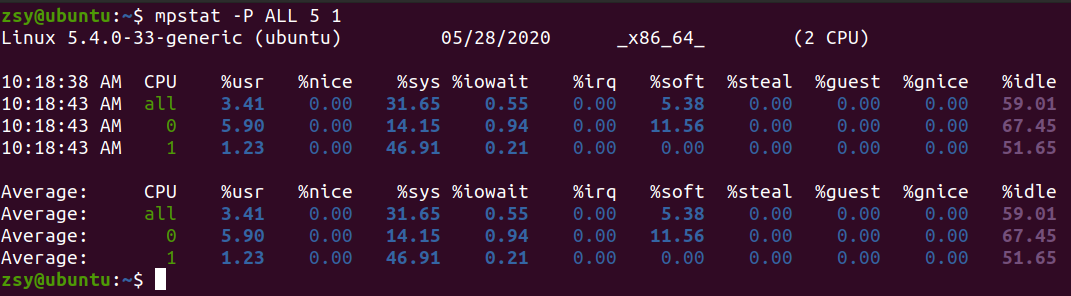 zsy@ubuntu:~$ mpstat -P ALL 5 1
Linux 5.4.0-33-generic (ubuntu) 05/28/2020 _x86_64_ (2 CPU)
10:18:38 AM CPU %usr %nice %sys %iowait %irq %soft %steal %guest %gnice %idle
10:18:43 AM all 3.41 0.00 31.65 0.55 0.00 5.38 0.00 0.00 0.00 59.01
10:18:43 AM 0 5.90 0.00 14.15 0.94 0.00 11.56 0.00 0.00 0.00 67.45
10:18:43 AM 1 1.23 0.00 46.91 0.21 0.00 0.00 0.00 0.00 0.00 51.65
Average: CPU %usr %nice %sys %iowait %irq %soft %steal %guest %gnice %idle
Average: all 3.41 0.00 31.65 0.55 0.00 5.38 0.00 0.00 0.00 59.01
Average: 0 5.90 0.00 14.15 0.94 0.00 11.56 0.00 0.00 0.00 67.45
Average: 1 1.23 0.00 46.91 0.21 0.00 0.00 0.00 0.00 0.00 51.65
zsy@ubuntu:~$